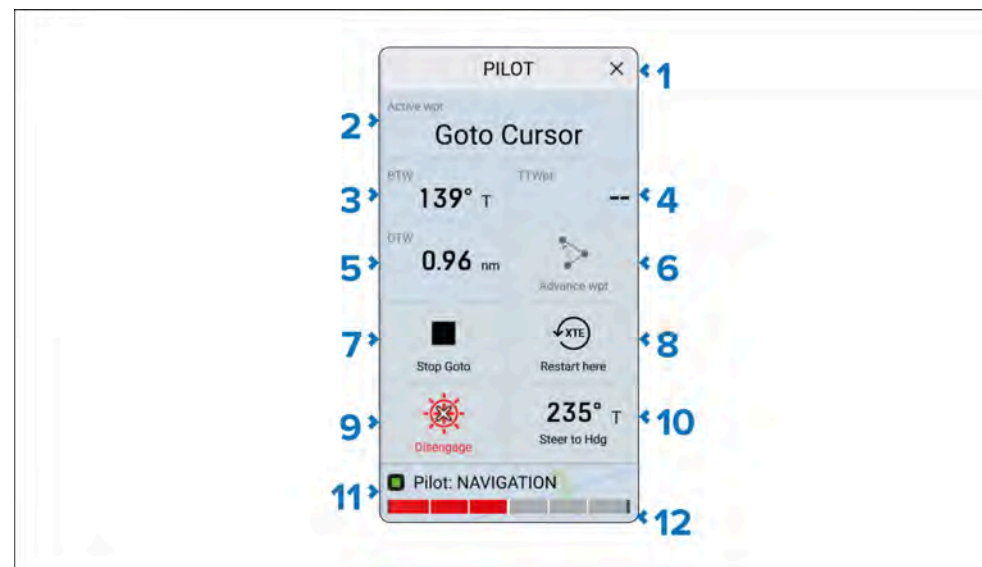 PILOT
1
2
Active wpt
Goto Cursor
3
BTW
139° T
TTWpt
--
4
5
DTW
0.96 nm
Advance wpt
6
7
Stop Goto
XTE
Restart here
8
9
Disengage
235° T
Steer to Hdg
10
11
Pilot: NAVIGATION
12